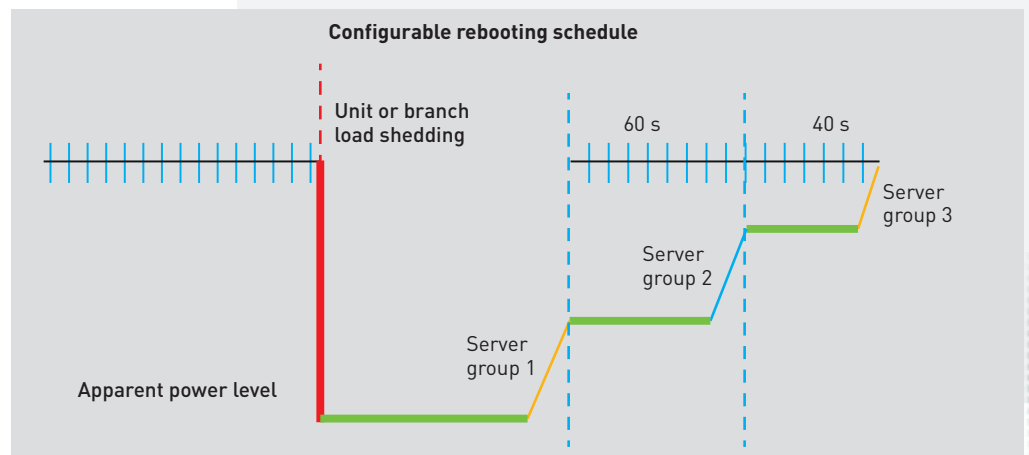 Configurable rebooting schedule
Unit or branch
load shedding
60 s
40 s
Server
group 3
Server
group 2
Server
group 1
Apparent power level